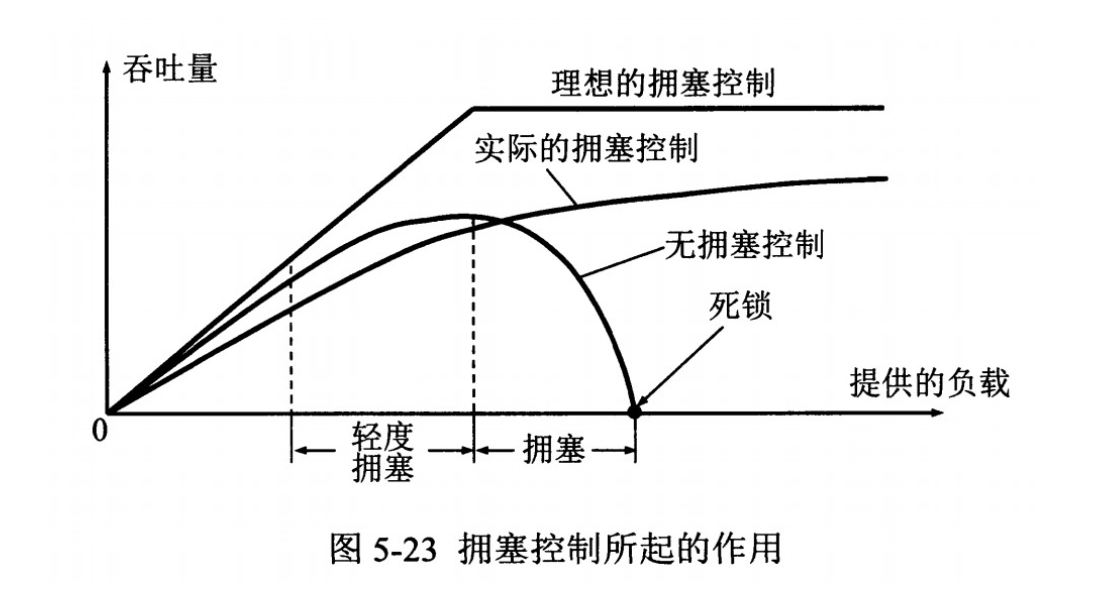 吞吐量
理想的拥塞控制
实际的拥塞控制
无拥塞控制
死锁
提供的负载
0
轻度
拥塞
拥塞
图 5-23 拥塞控制所起的作用